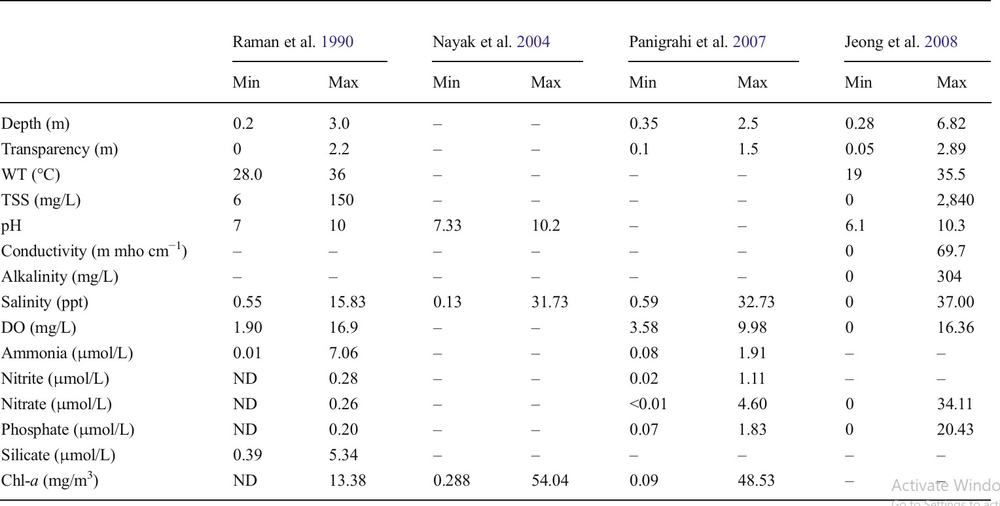 Raman et al. 1990 Nayak et al. 2004 Panigrahi et al. 2007 Jeong et al. 2008
Min Max Min Max Min Max Min Max
Depth (m) 0.2 3.0 – – 0.35 2.5 0.28 6.82
Transparency (m) 0 2.2 – – 0.1 1.5 0.05 2.89
WT (°C) 28.0 36 – – – – 19 35.5
TSS (mg/L) 6 150 – – – – 0 2,840
pH 7 10 7.33 10.2 – – 6.1 10.3
Conductivity (m mho cm⁻¹) – – – – – – 0 69.7
Alkalinity (mg/L) – – – – – – 0 304
Salinity (ppt) 0.55 15.83 0.13 31.73 0.59 32.73 0 37.00
DO (mg/L) 1.90 16.9 – – 3.58 9.98 0 16.36
Ammonia (μmol/L) 0.01 7.06 – – 0.08 1.91 – –
Nitrite (μmol/L) ND 0.28 – – 0.02 1.11 – –
Nitrate (μmol/L) ND 0.26 – – <0.01 4.60 0 34.11
Phosphate (μmol/L) ND 0.20 – – 0.07 1.83 0 20.43
Silicate (μmol/L) 0.39 5.34 – – – – – –
Chl-a (mg/m³) ND 13.38 0.288 54.04 0.09 48.53 – –
Activate Windo
Go to Settings to acti